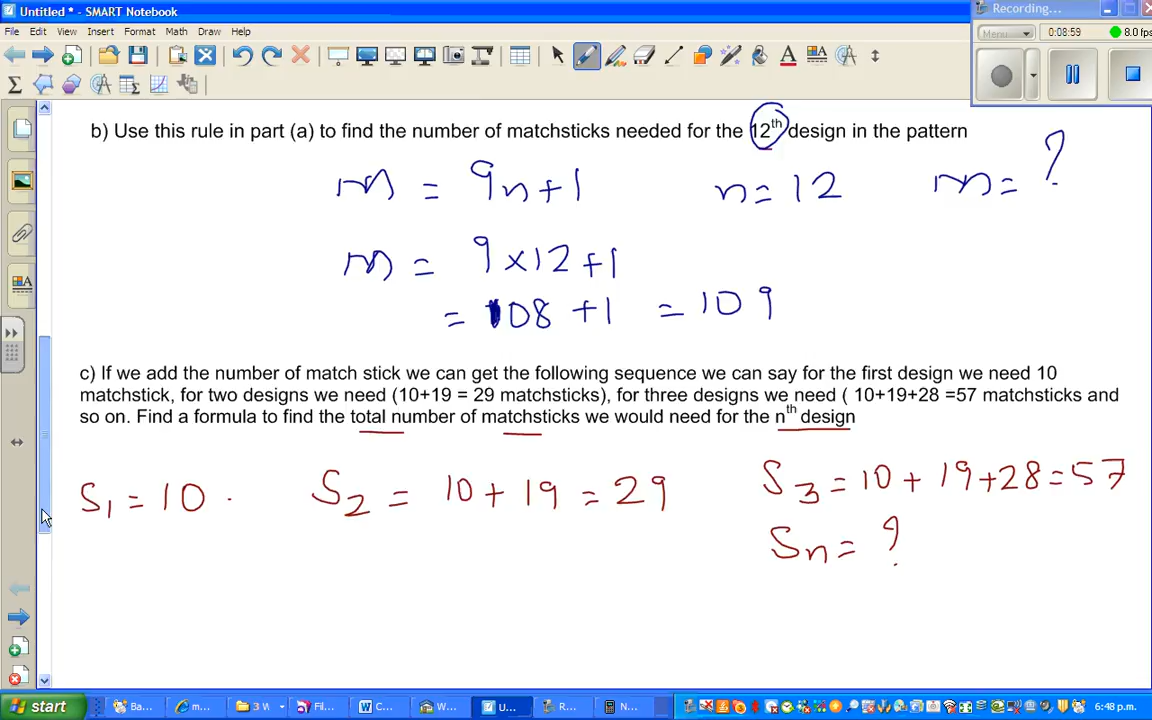 Untitled * - SMART Notebook
Recording...
File Edit View Insert Format Math Draw Help
Menu
0:08:59
8.0 fps
b) Use this rule in part (a) to find the number of matchsticks needed for the 12th design in the pattern
m = 9n+1 n=12 m= ?
m = 9×12+1
= 108 +1 = 109
c) If we add the number of match stick we can get the following sequence we can say for the first design we need 10
matchstick, for two designs we need (10+19 = 29 matchsticks), for three designs we need ( 10+19+28 =57 matchsticks and
so on. Find a formula to find the total number of matchsticks we would need for the nth design
S1 = 10 . S2 = 10 + 19 = 29 S3 = 10 + 19+28=57
Sn = ?
start Ba... m... 3 W Fil... C... W... U... R... N... 6:48 pm